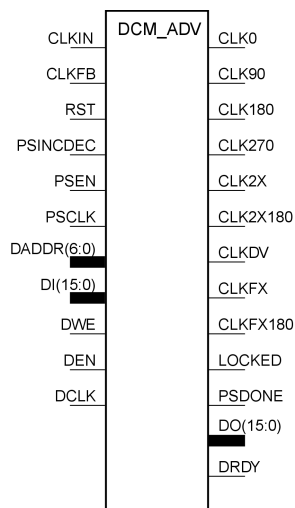 DCM_ADV
CLKIN
CLKFB
RST
PSINCDEC
PSEN
PSCLK
DADDR(6:0)
DI(15:0)
DWE
DEN
DCLK
CLK0
CLK90
CLK180
CLK270
CLK2X
CLK2X180
CLKDV
CLKFX
CLKFX180
LOCKED
PSDONE
DO(15:0)
DRDY